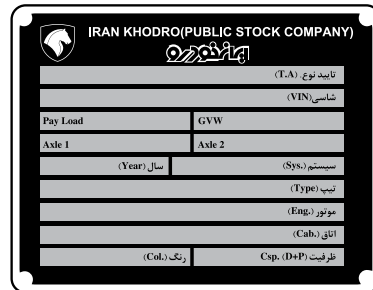 IRAN KHODRO(PUBLIC STOCK COMPANY)
ایران‌خودرو
تایید نوع. (T.A)
شاسی(VIN)
Pay Load GVW
Axle 1 Axle 2
سیستم (Sys.) سال (Year)
تیپ (Type)
موتور (Eng.)
اتاق (Cab.)
ظرفیت Csp. (D+P) رنگ (Col.)